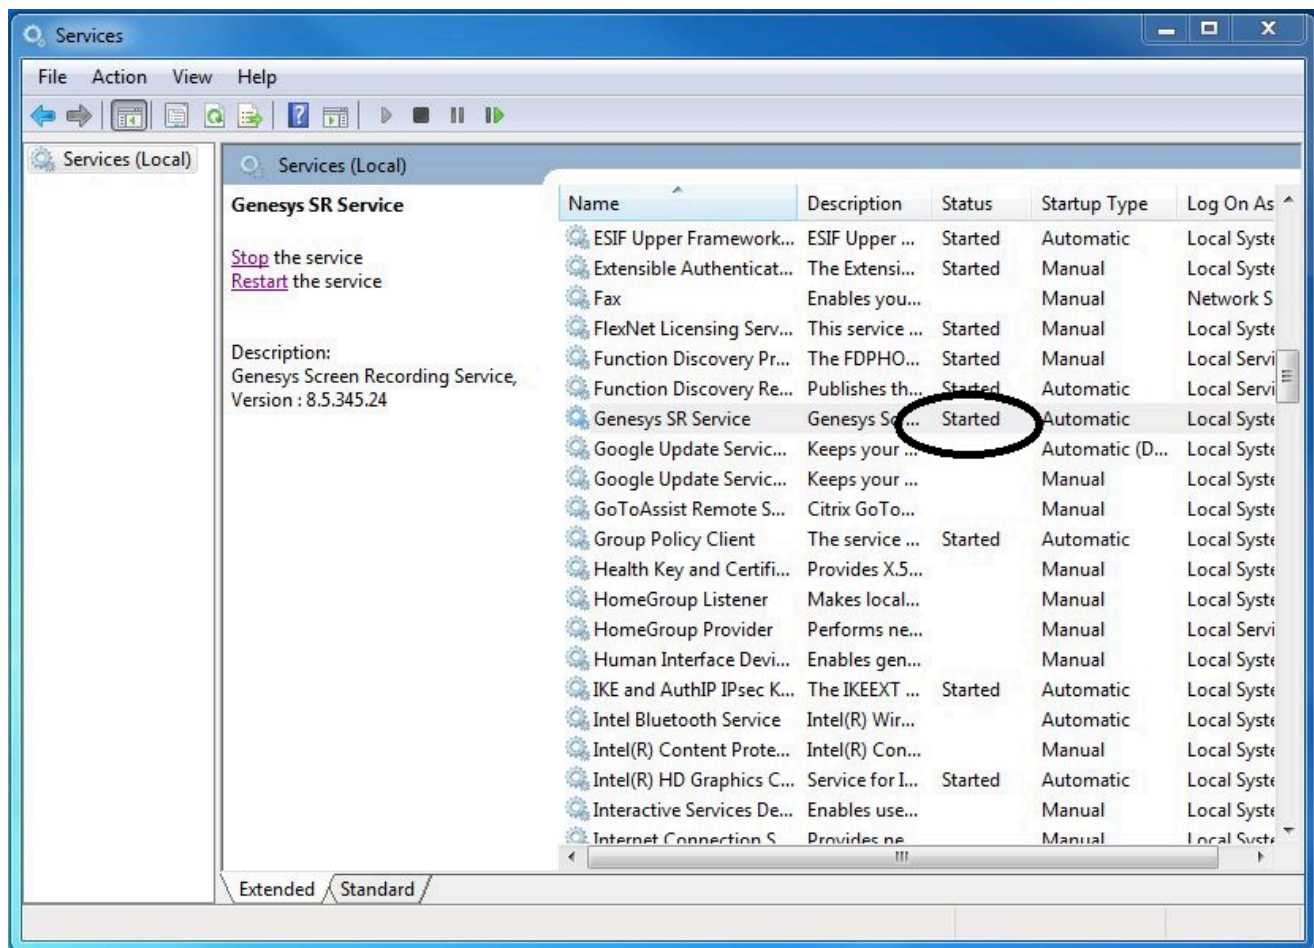 Services
File Action View Help
Services (Local)
Services (Local)
Genesys SR Service
Stop the service
Restart the service
Description:
Genesys Screen Recording Service,
Version : 8.5.345.24
Name Description Status Startup Type Log On As
ESIF Upper Framework... ESIF Upper ... Started Automatic Local Syste
Extensible Authenticat... The Extensi... Started Manual Local Syste
Fax Enables you... Manual Network S
FlexNet Licensing Serv... This service ... Started Manual Local Syste
Function Discovery Pr... The FDPHO... Started Manual Local Servi
Function Discovery Re... Publishes th... Started Automatic Local Servi
Genesys SR Service Genesys Scr... Started Automatic Local Syste
Google Update Servic... Keeps your ... Automatic (D... Local Syste
Google Update Servic... Keeps your ... Manual Local Syste
GoToAssist Remote S... Citrix GoTo... Manual Local Syste
Group Policy Client The service ... Started Automatic Local Syste
Health Key and Certifi... Provides X.5... Manual Local Syste
HomeGroup Listener Makes local... Manual Local Syste
HomeGroup Provider Performs ne... Manual Local Servi
Human Interface Devi... Enables gen... Manual Local Syste
IKE and AuthIP IPsec K... The IKEEXT ... Started Automatic Local Syste
Intel Bluetooth Service Intel(R) Wir... Automatic Local Syste
Intel(R) Content Prote... Intel(R) Con... Manual Local Syste
Intel(R) HD Graphics C... Service for I... Started Automatic Local Syste
Interactive Services De... Enables use... Manual Local Syste
Internet Connection S Provides ne Manual Local Syste
Extended Standard